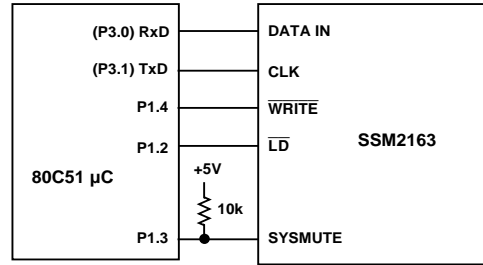 (P3.0) RxD DATA IN
(P3.1) TxD CLK
P1.4 WRITE
P1.2 LD
SSM2163
80C51 µC
+5V
10k
P1.3 SYSMUTE